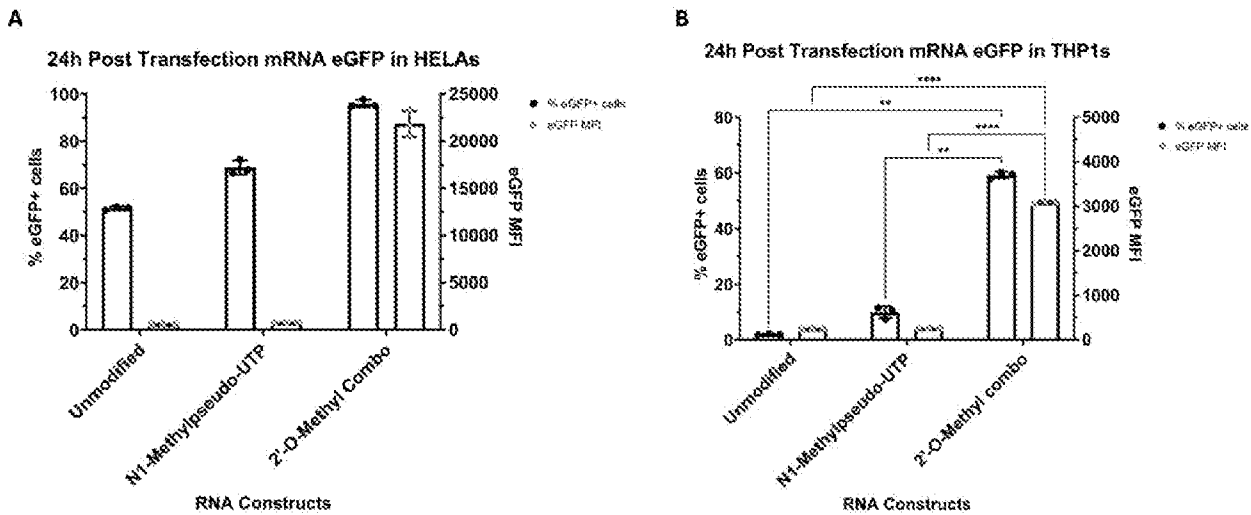 A
24h Post Transfection mRNA eGFP in HELAs
100
80
60
40
20
0
% eGFP+ cells
25000
20000
15000
10000
5000
0
eGFP MFI
% eGFP+ cells
eGFP MFI
Unmodified
N1-Methylpseudo-UTP
2'-O-Methyl Combo
RNA Constructs
B
24h Post Transfection mRNA eGFP in THP1s
****
**
****
**
80
60
40
20
0
% eGFP+ cells
5000
4000
3000
2000
1000
0
eGFP MFI
% eGFP+ cells
eGFP MFI
Unmodified
N1-Methylpseudo-UTP
2'-O-Methyl combo
RNA Constructs